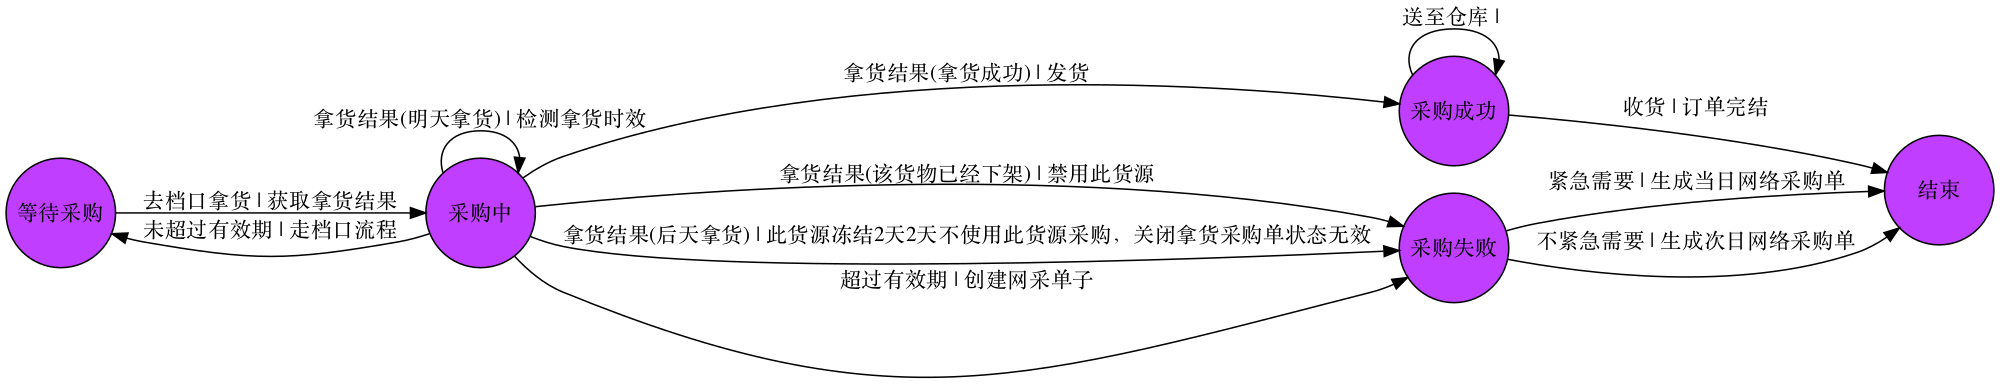 送至仓库 |
拿货结果(拿货成功) | 发货
采购成功
收货 | 订单完结
拿货结果(明天拿货) | 检测拿货时效
拿货结果(该货物已经下架) | 禁用此货源
紧急需要 | 生成当日网络采购单
结束
等待采购
去档口拿货 | 获取拿货结果
采购中
未超过有效期 | 走档口流程
拿货结果(后天拿货) | 此货源冻结2天2天不使用此货源采购，关闭拿货采购单状态无效
采购失败
不紧急需要 | 生成次日网络采购单
超过有效期 | 创建网采单子